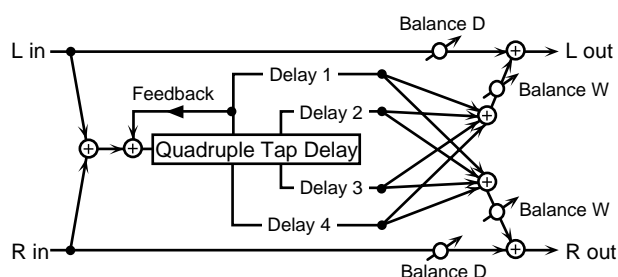 Balance D
L in
L out
Delay 1
Feedback
Balance W
Delay 2
Quadruple Tap Delay
Delay 3
Balance W
Delay 4
R in
R out
Balance D